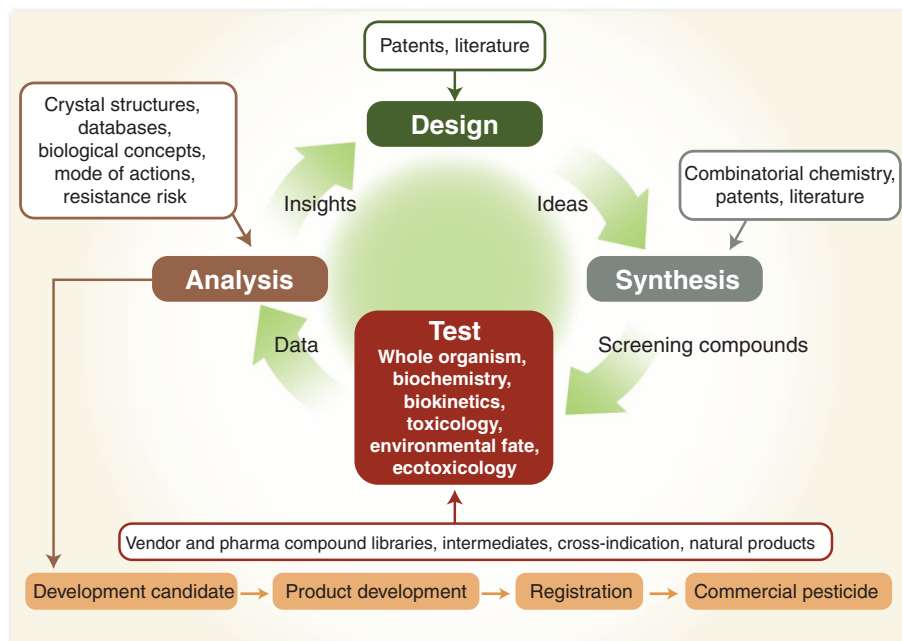 Patents, literature
Design
Crystal structures,
databases,
biological concepts,
mode of actions,
resistance risk
Combinatorial chemistry,
patents, literature
Insights
Ideas
Analysis
Synthesis
Test
Whole organism,
biochemistry,
biokinetics,
toxicology,
environmental fate,
ecotoxicology
Data
Screening compounds
Vendor and pharma compound libraries, intermediates, cross-indication, natural products
Development candidate
Product development
Registration
Commercial pesticide